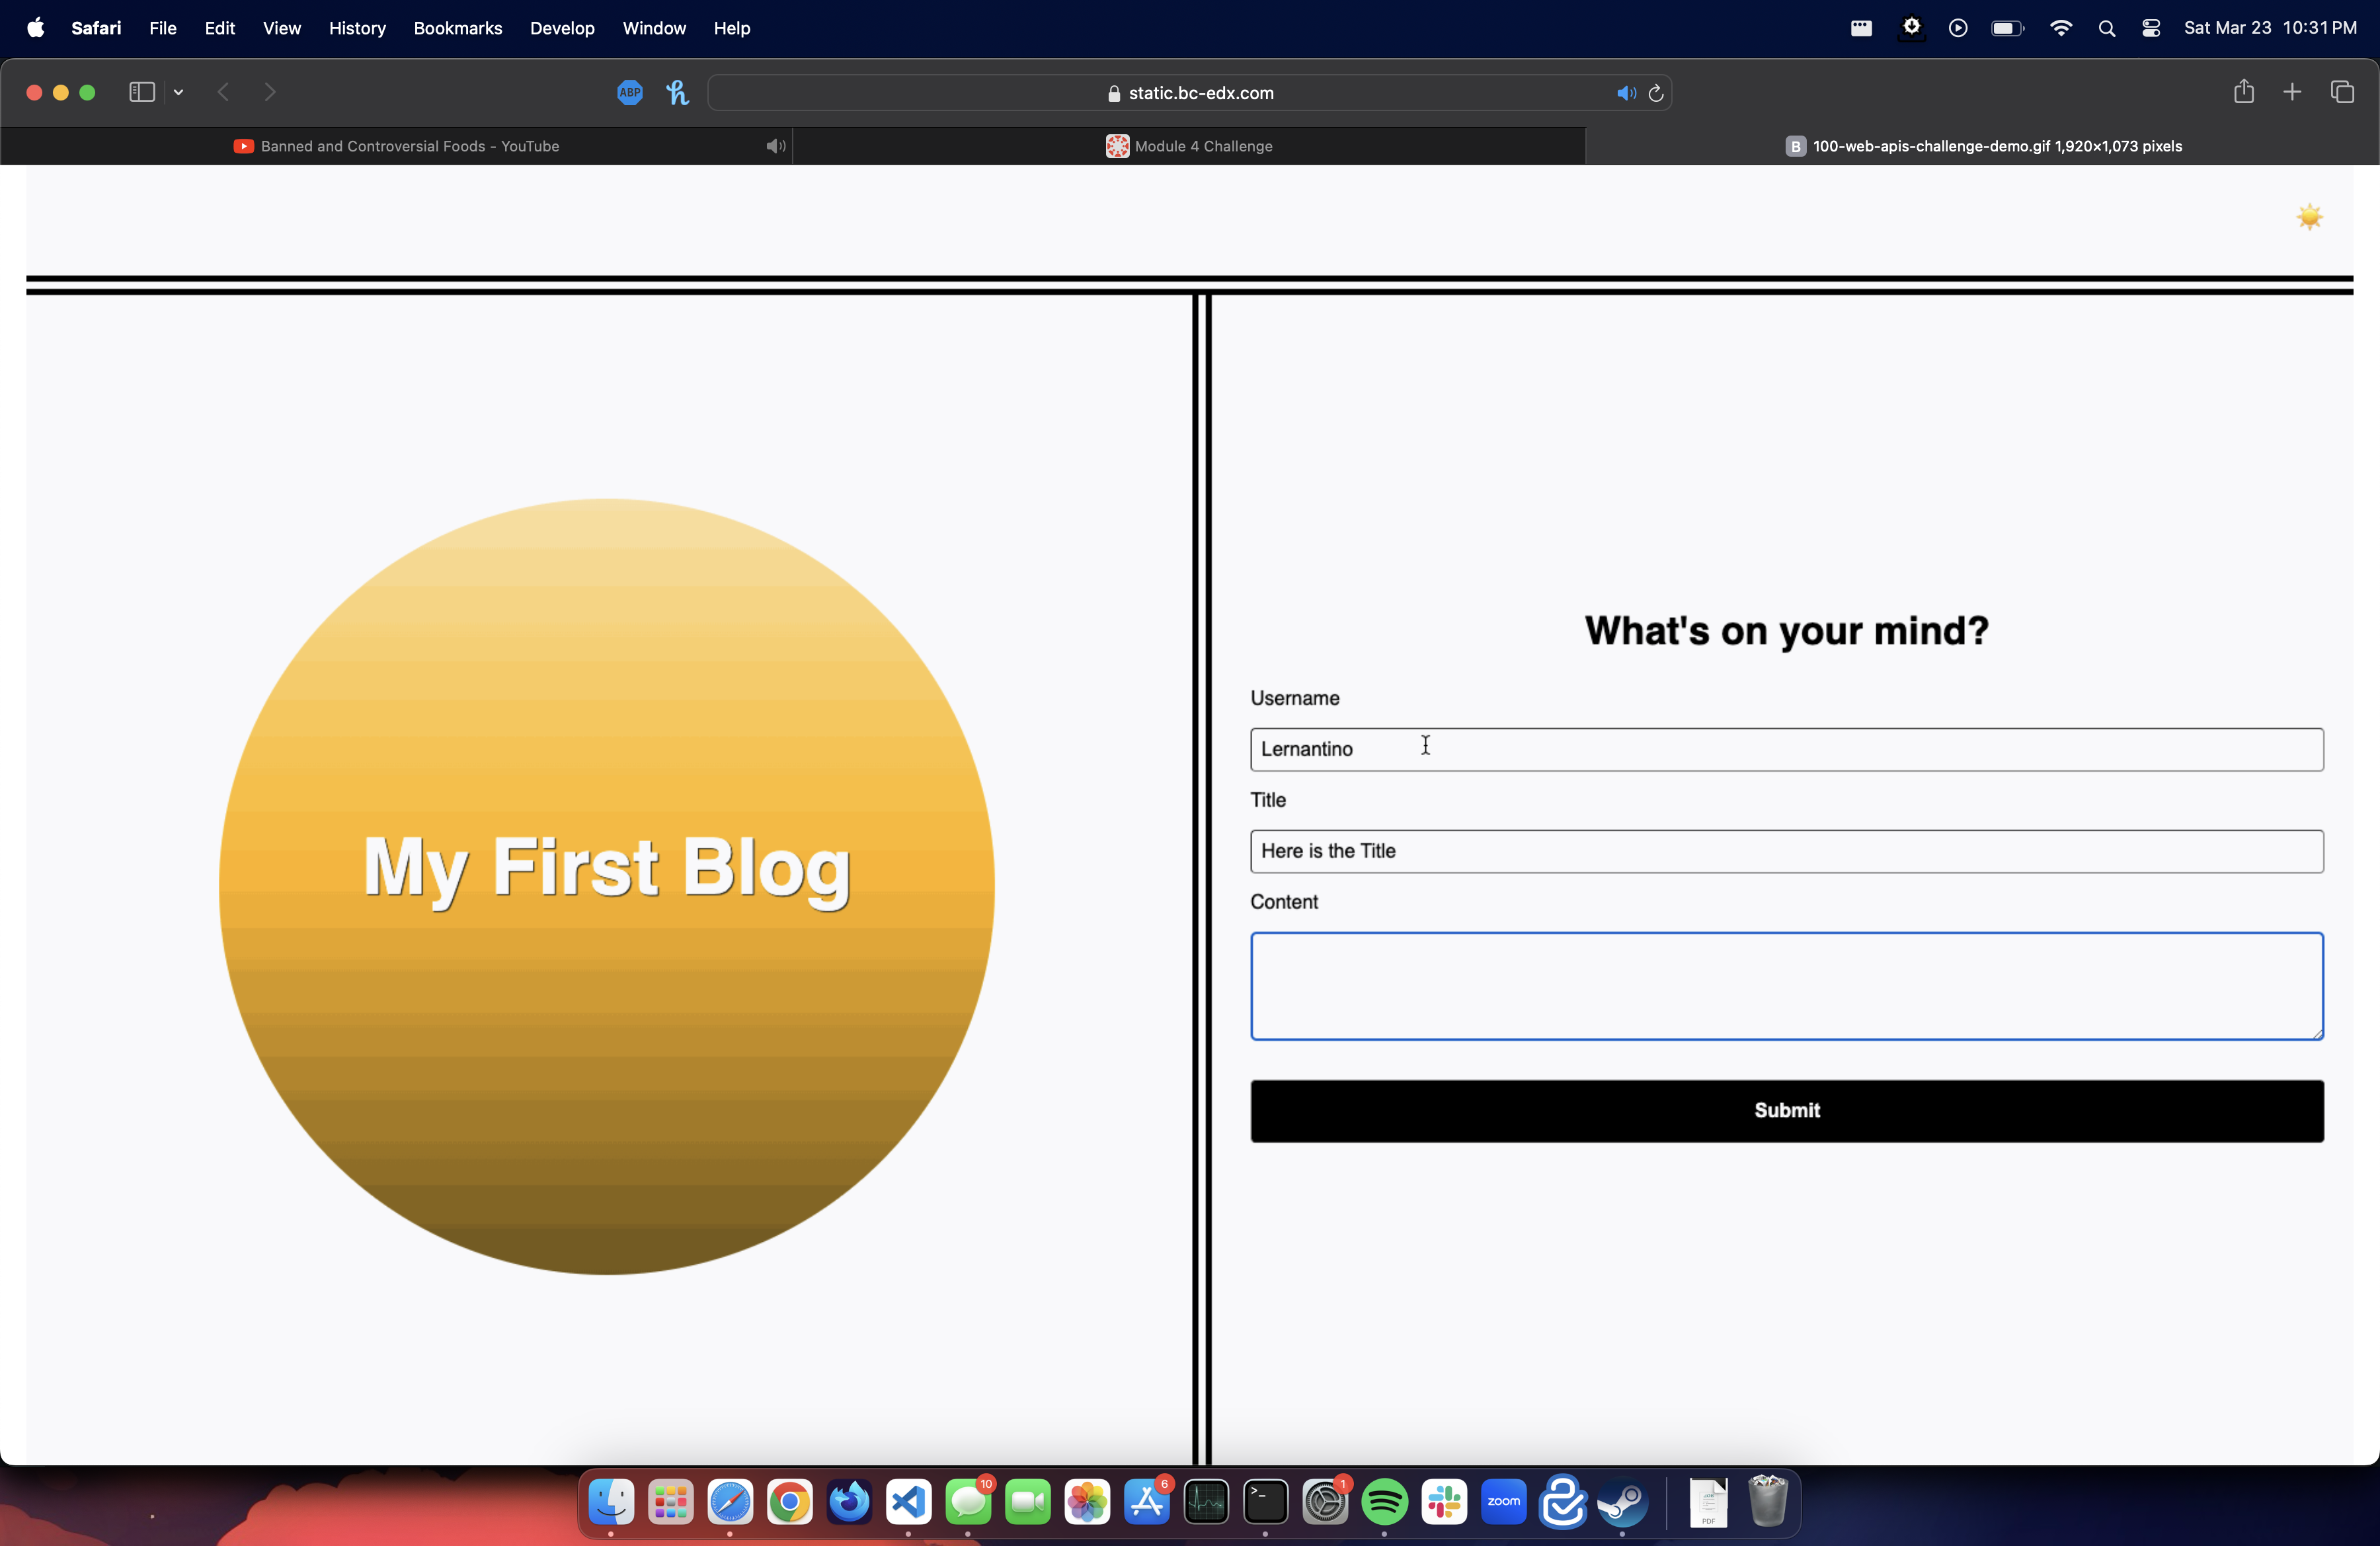 Safari File Edit View History Bookmarks Develop Window Help Sat Mar 23 10:31 PM
ABP static.bc-edx.com
Banned and Controversial Foods - YouTube Module 4 Challenge B 100-web-apis-challenge-demo.gif 1,920×1,073 pixels
My First Blog
What's on your mind?
Username
Lernantino
Title
Here is the Title
Content
Submit
10 6 1 zoom PDF